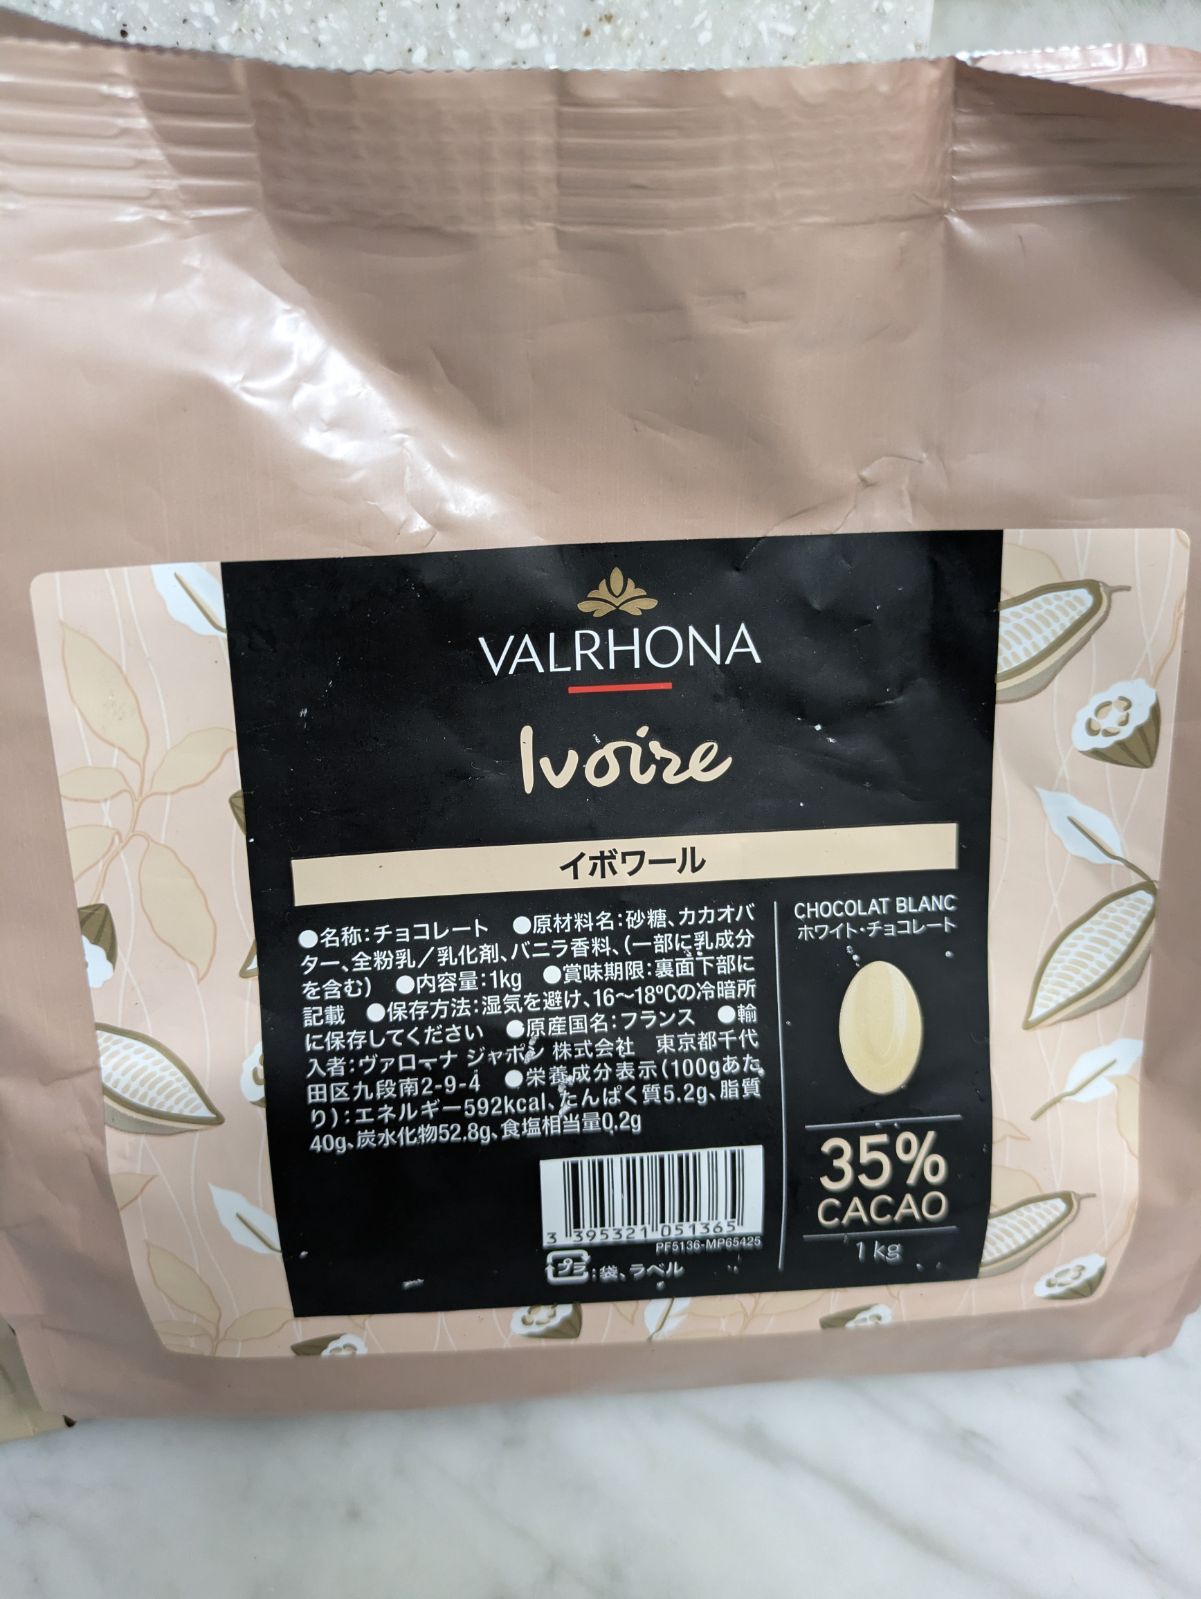 VALRHONA
Ivoire
イボワール
●名称:チョコレート ●原材料名:砂糖、カカオバ
ター、全粉乳/乳化剤、バニラ香料、(一部に乳成分
を含む) ●内容量:1kg ●賞味期限:裏面下部に
記載 ●保存方法:湿気を避け、16~18℃の冷暗所
に保存してください ●原産国名:フランス ●輸
入者:ヴァローナ ジャポン 株式会社 東京都千代
田区九段南2-9-4 ●栄養成分表示(100gあた
り):エネルギー592kcal、たんぱく質5.2g、脂質
40g、炭水化物52.8g、食塩相当量0.2g
CHOCOLAT BLANC
ホワイト・チョコレート
35%
CACAO
1 kg
3 395321 051365
PF5136-MP65425
プラ:袋、ラベル